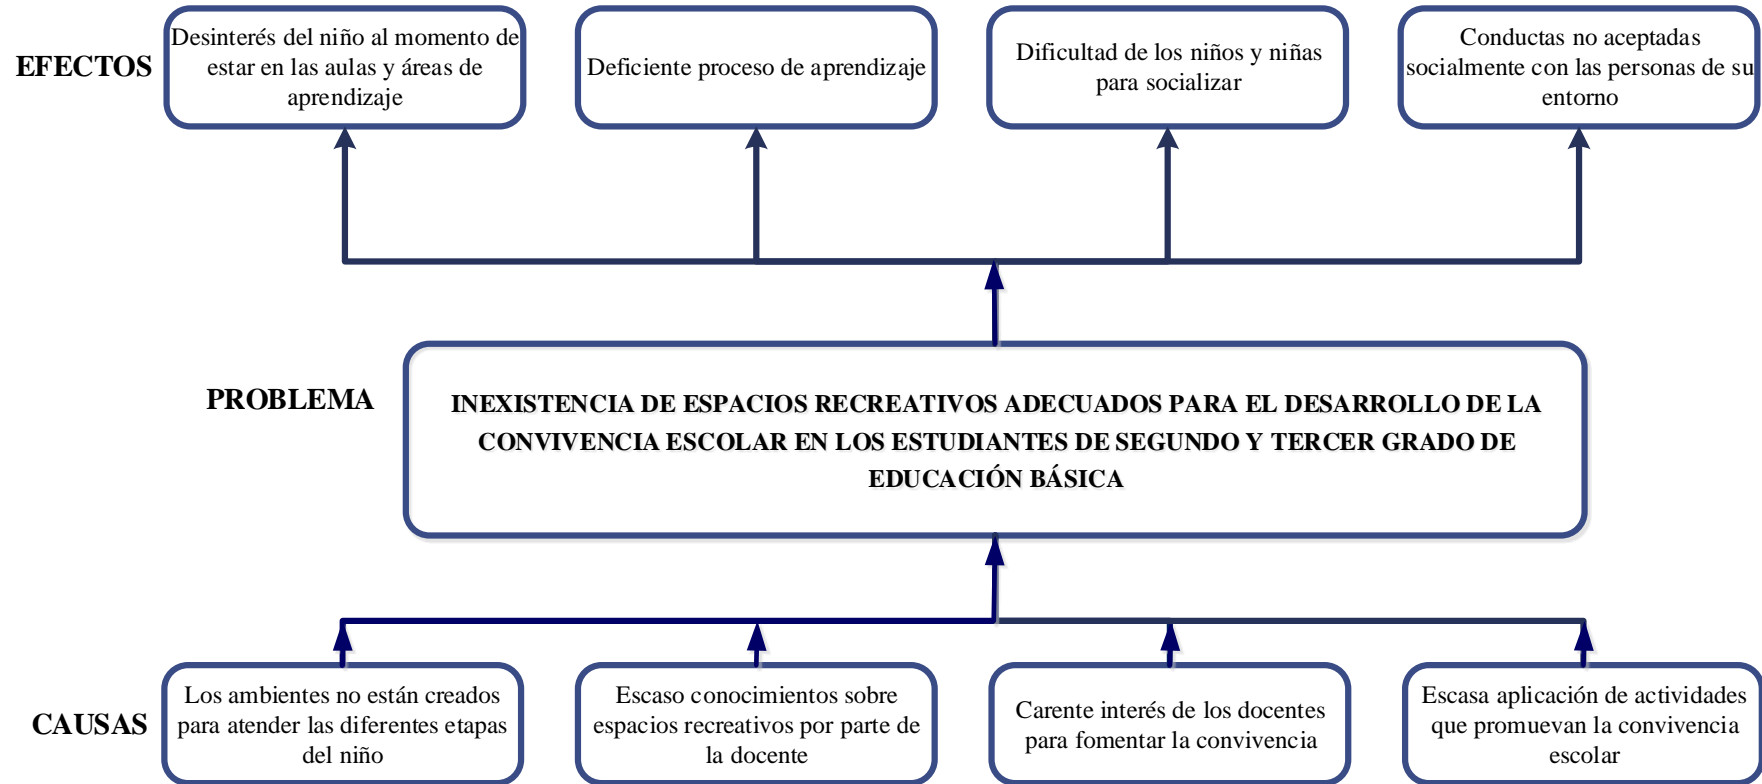 EFECTOS
Desinterés del niño al momento de
estar en las aulas y áreas de
aprendizaje
Deficiente proceso de aprendizaje
Dificultad de los niños y niñas
para socializar
Conductas no aceptadas
socialmente con las personas de su
entorno
PROBLEMA
INEXISTENCIA DE ESPACIOS RECREATIVOS ADECUADOS PARA EL DESARROLLO DE LA
CONVIVENCIA ESCOLAR EN LOS ESTUDIANTES DE SEGUNDO Y TERCER GRADO DE
EDUCACIÓN BÁSICA
CAUSAS
Los ambientes no están creados
para atender las diferentes etapas
del niño
Escaso conocimientos sobre
espacios recreativos por parte de
la docente
Carente interés de los docentes
para fomentar la convivencia
Escasa aplicación de actividades
que promuevan la convivencia
escolar